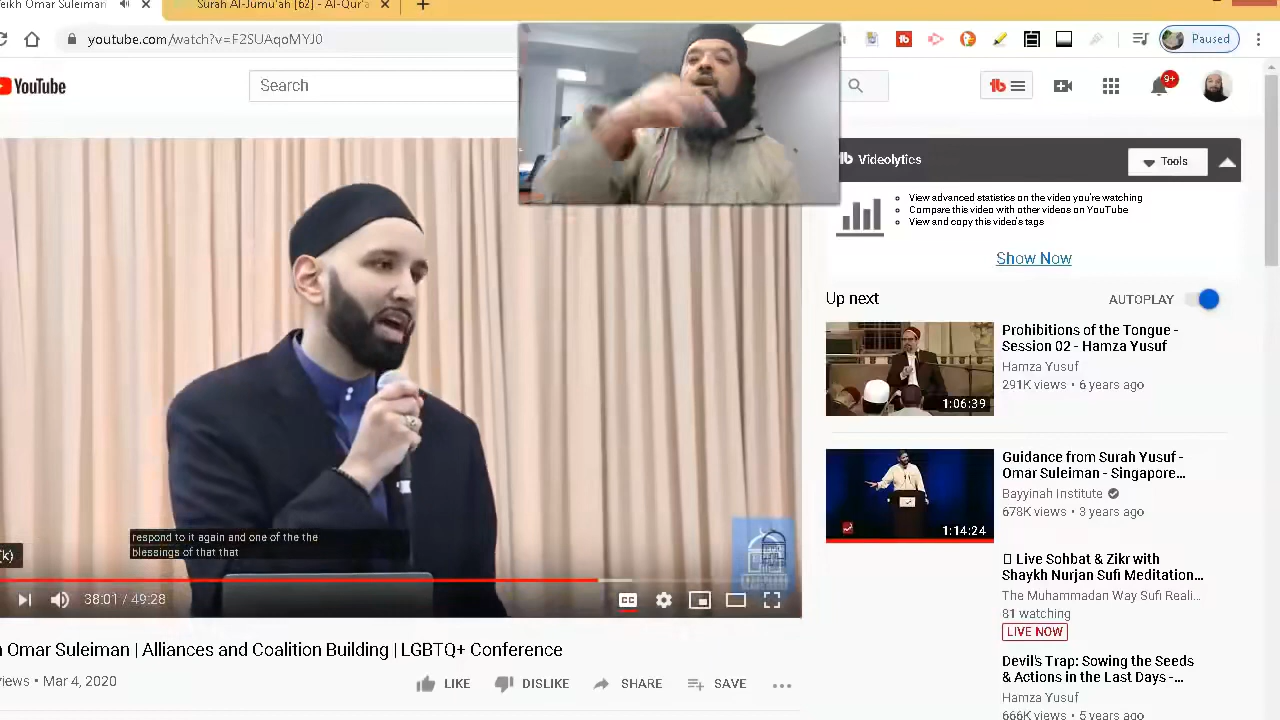 eikh Omar Suleiman
Surah Al-Jumu'ah [62] - Al-Qur'a
youtube.com/watch?v=F2SUAqoMYJ0
Paused
YouTube
Search
9+
Videolytics
Tools
View advanced statistics on the video you're watching
Compare this video with other videos on YouTube
View and copy this video's tags
Show Now
Up next
AUTOPLAY
Prohibitions of the Tongue -
Session 02 - Hamza Yusuf
Hamza Yusuf
291K views • 6 years ago
1:06:39
Guidance from Surah Yusuf -
Omar Suleiman - Singapore...
Bayyinah Institute
673K views • 3 years ago
1:14:24
Live Sohbat & Zikr with
Shaykh Nurjan Sufi Meditation...
The Muhammadan Way Sufi Reali...
81 watching
LIVE NOW
Devil's Trap: Sowing the Seeds
& Actions in the Last Days -...
Hamza Yusuf
666K views • 5 years ago
respond to it again and one of the the
blessings of that that
(k)
38:01 / 49:28
CC
n Omar Suleiman | Alliances and Coalition Building | LGBTQ+ Conference
iews • Mar 4, 2020
LIKE
DISLIKE
SHARE
SAVE